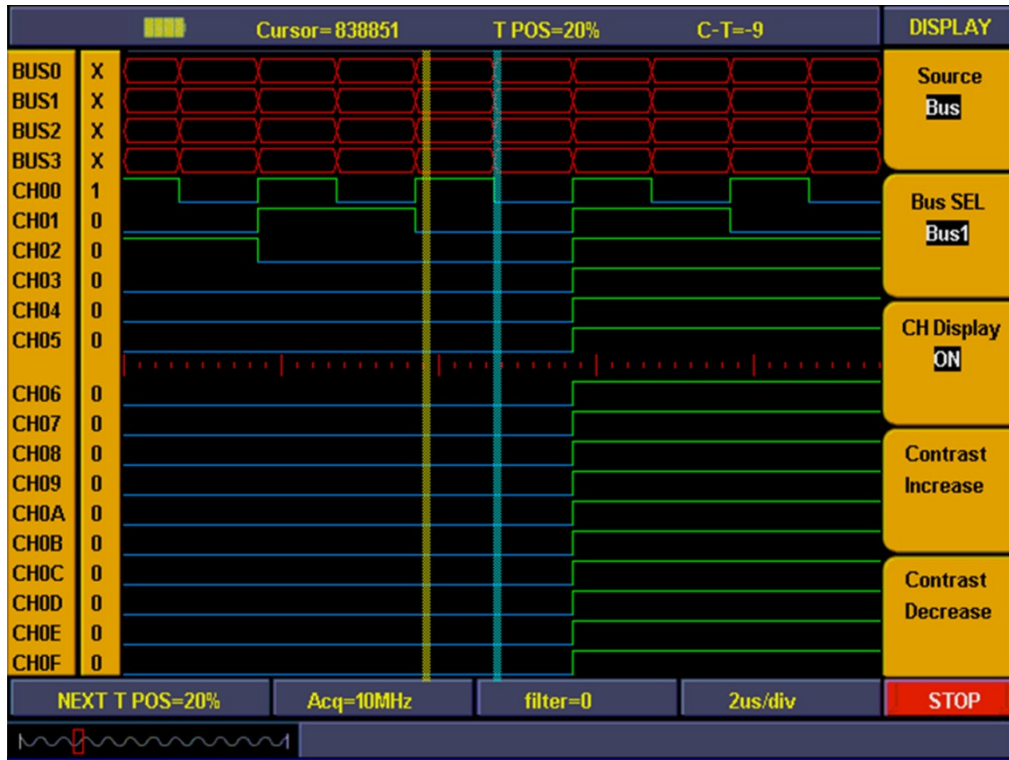 Cursor=838851 T POS=20% C-T=-9 DISPLAY
BUS0 X
BUS1 X
BUS2 X
BUS3 X
CH00 1
CH01 0
CH02 0
CH03 0
CH04 0
CH05 0
CH06 0
CH07 0
CH08 0
CH09 0
CH0A 0
CH0B 0
CH0C 0
CH0D 0
CH0E 0
CH0F 0
Source
Bus
Bus SEL
Bus1
CH Display
ON
Contrast
Increase
Contrast
Decrease
NEXT T POS=20% Acq=10MHz filter=0 2us/div STOP